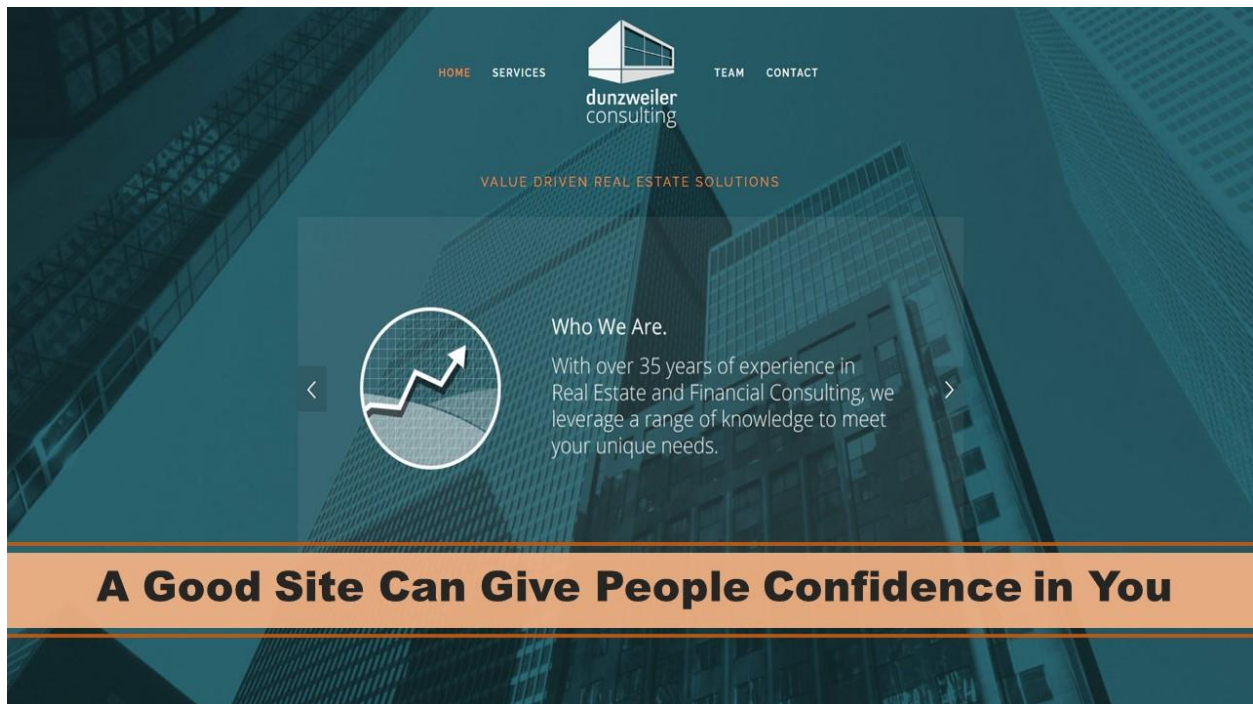 HOME SERVICES TEAM CONTACT
dunzweiler
consulting
VALUE DRIVEN REAL ESTATE SOLUTIONS
Who We Are.
With over 35 years of experience in
Real Estate and Financial Consulting, we
leverage a range of knowledge to meet
your unique needs.
A Good Site Can Give People Confidence in You